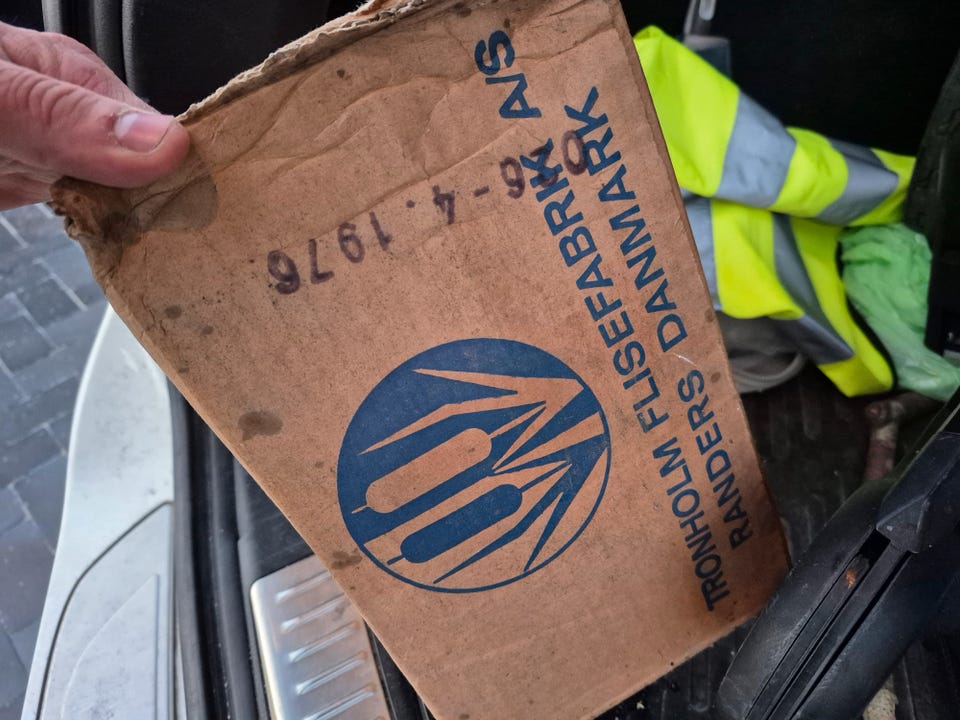 TRONHOLM FLISEFABRIK A/S
RANDERS DANMARK
6-4.1976